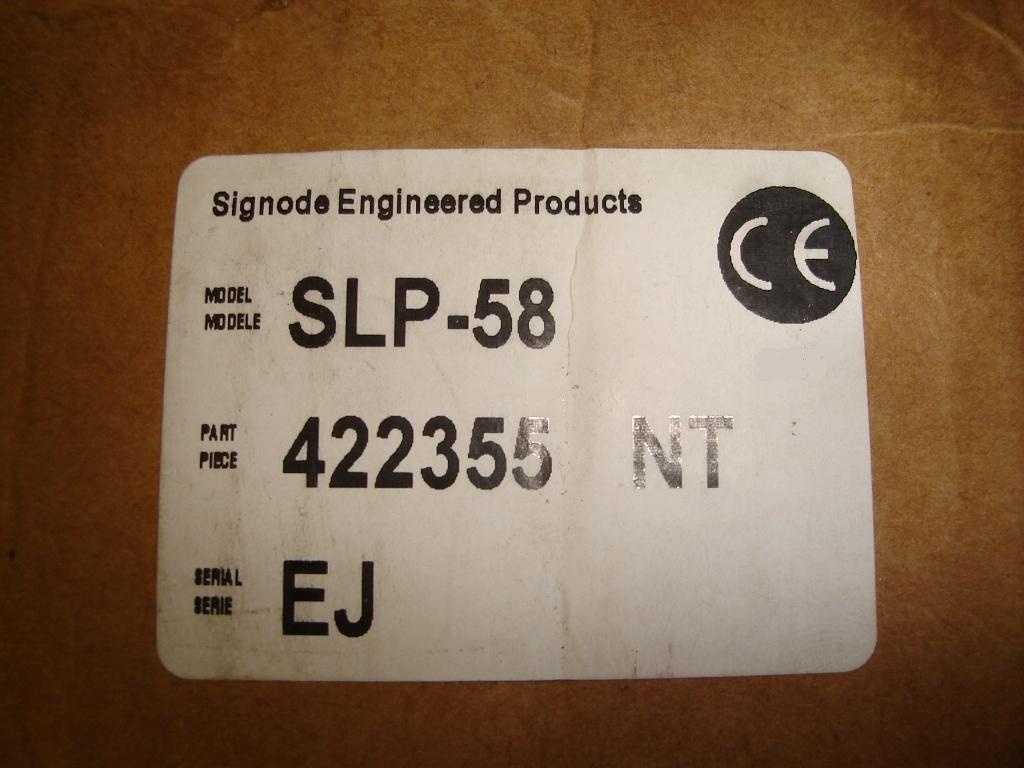 Signode Engineered Products
CE
MODEL
MODELE
SLP-58
PART
PIECE
422355 NT
SERIAL
SERIE
EJ